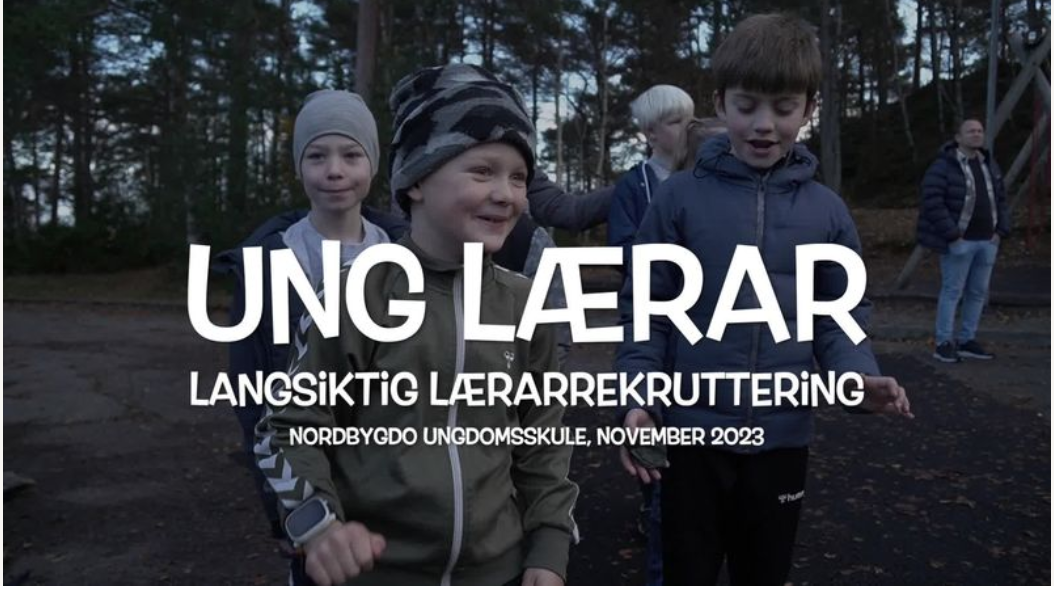 UNG LÆRAR
LANGSiKTiG LÆRARREKRUTTERiNG
NORDBYGDO UNGDOMSSKULE, NOVEMBER 2023